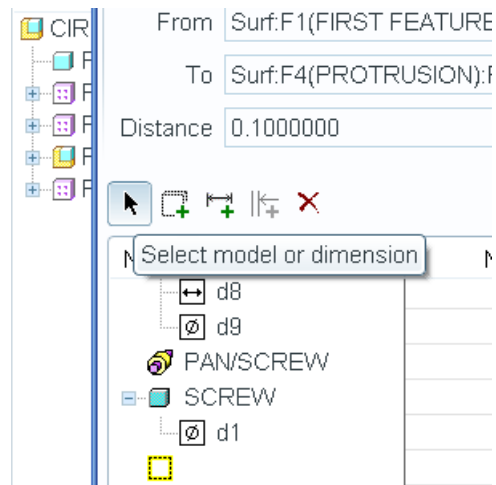 CIR
From Surf:F1(FIRST FEATURE
To Surf:F4(PROTRUSION):
Distance 0.1000000
Select model or dimension
d8
d9
PAN/SCREW
SCREW
d1